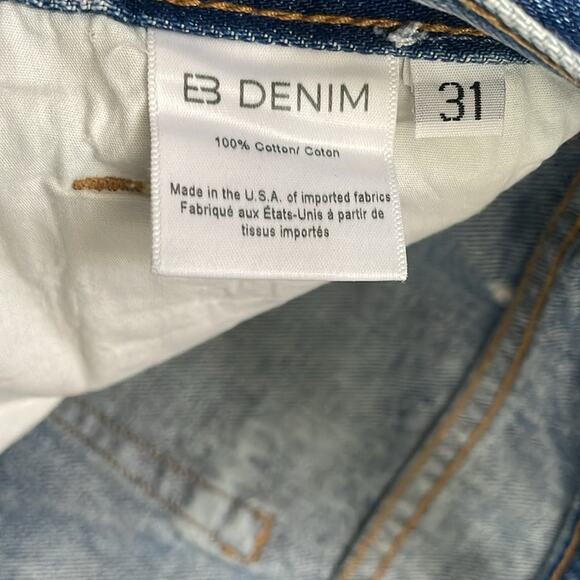 EB DENIM
31
100% Cotton/ Coton
Made in the U.S.A. of imported fabrics
Fabriqué aux États-Unis à partir de
tissus importés